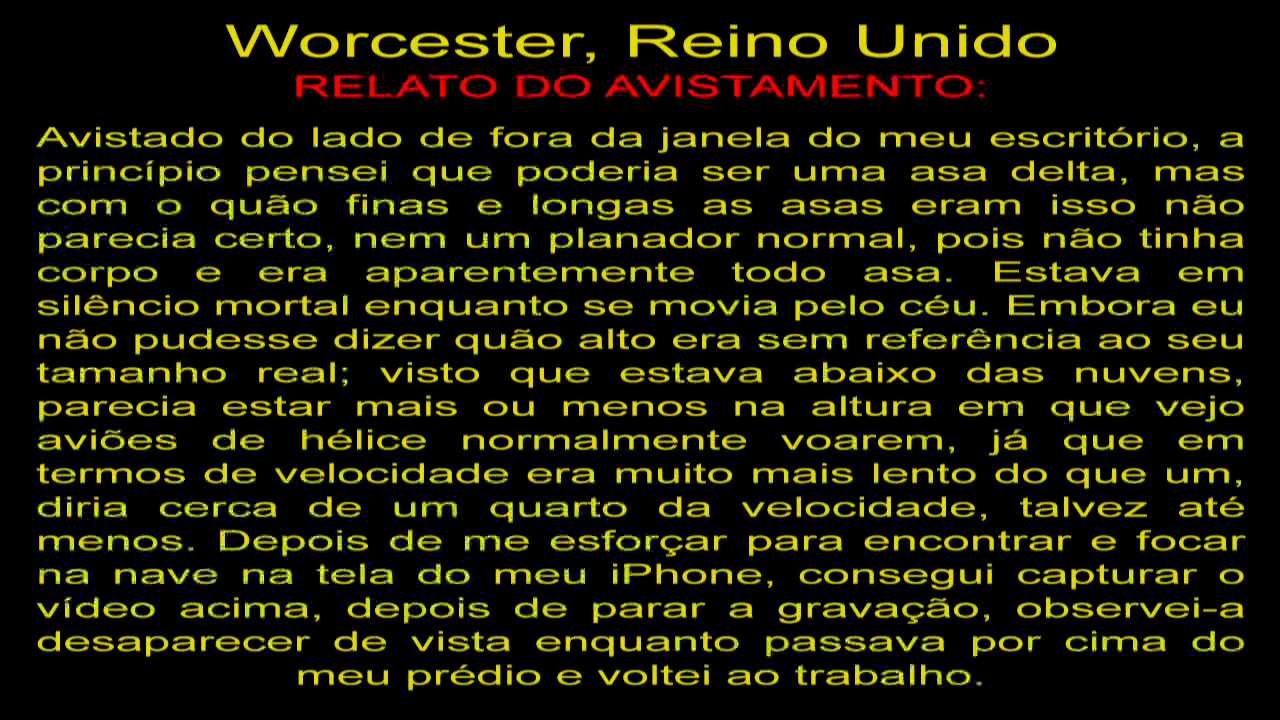 Worcester, Reino Unido
RELATO DO AVISTAMENTO:
Avistado do lado de fora da janela do meu escritório, a
princípio pensei que poderia ser uma asa delta, mas
com o quão finas e longas as asas eram isso não
parecia certo, nem um planador normal, pois não tinha
corpo e era aparentemente todo asa. Estava em
silêncio mortal enquanto se movia pelo céu. Embora eu
não pudesse dizer quão alto era sem referência ao seu
tamanho real; visto que estava abaixo das nuvens,
parecia estar mais ou menos na altura em que vejo
aviões de hélice normalmente voarem, já que em
termos de velocidade era muito mais lento do que um,
diria cerca de um quarto da velocidade, talvez até
menos. Depois de me esforçar para encontrar e focar
na nave na tela do meu iPhone, consegui capturar o
vídeo acima, depois de parar a gravação, observei-a
desaparecer de vista enquanto passava por cima do
meu prédio e voltei ao trabalho.